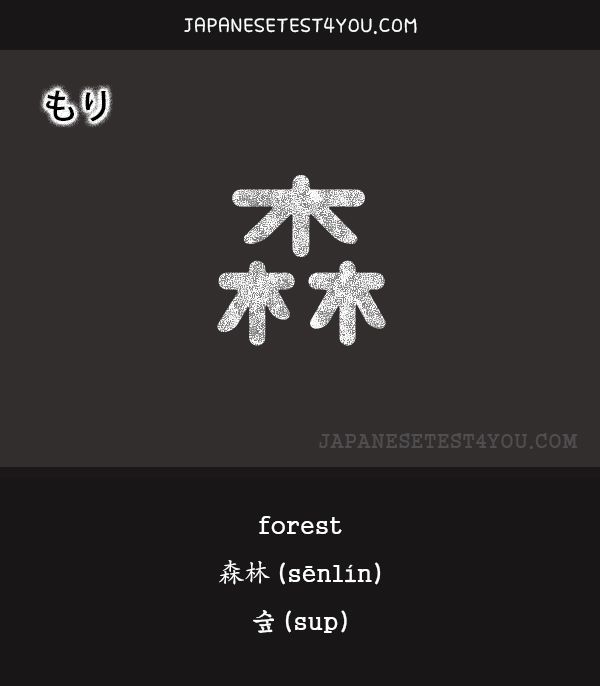 JAPANESETEST4YOU.COM
もり
森
JAPANESETEST4YOU.COM
forest
森林 (sēnlín)
숲 (sup)